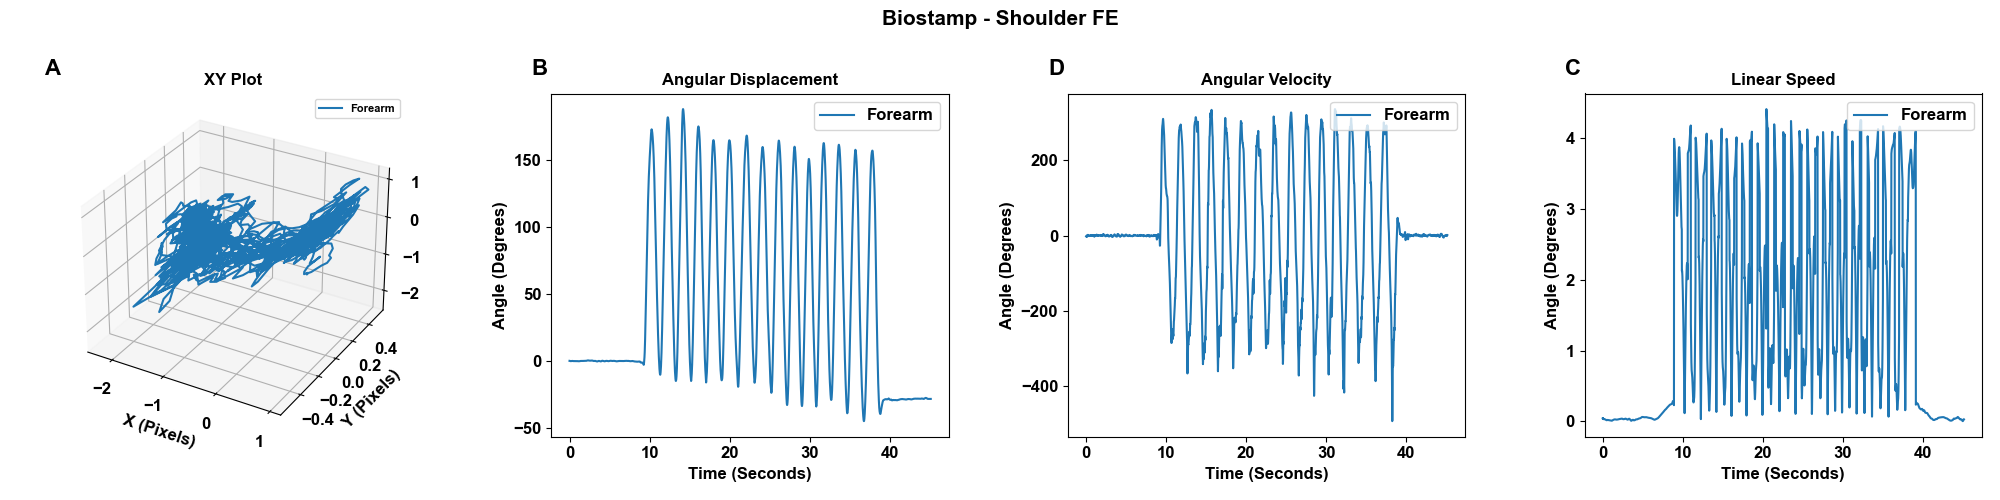 Biostamp - Shoulder FE
A
XY Plot
Forearm
1
0
−1
−2
0.4
0.2
0.0
−0.2
−0.4
Y (Pixels)
−2
−1
0
1
X (Pixels)
B
Angular Displacement
Forearm
150
100
50
0
−50
Angle (Degrees)
0 10 20 30 40
Time (Seconds)
D
Angular Velocity
Forearm
200
0
−200
−400
Angle (Degrees)
0 10 20 30 40
Time (Seconds)
C
Linear Speed
Forearm
4
3
2
1
0
Angle (Degrees)
0 10 20 30 40
Time (Seconds)